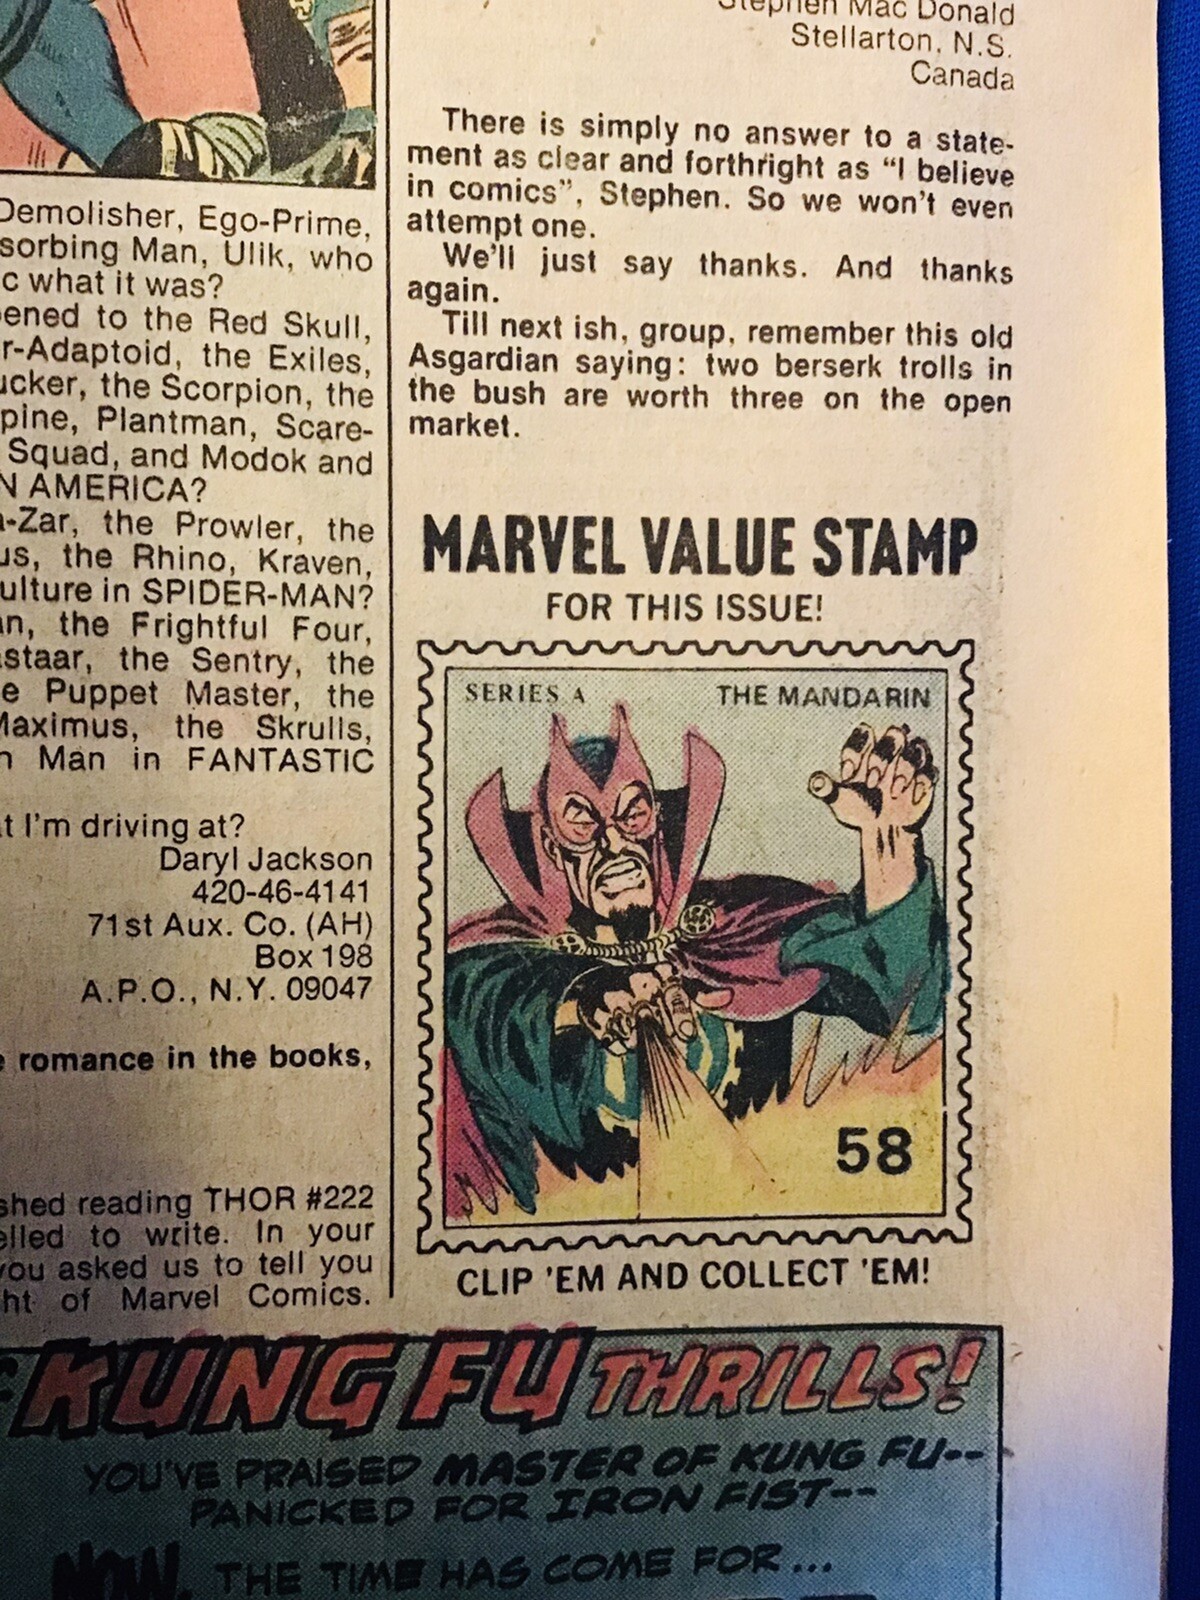 Demolisher, Ego-Prime,
sorbing Man, Ulik, who
c what it was?
ened to the Red Skull,
r-Adaptoid, the Exiles,
ucker, the Scorpion, the
pine, Plantman, Scare-
Squad, and Modok and
N AMERICA?
a-Zar, the Prowler, the
us, the Rhino, Kraven,
ulture in SPIDER-MAN?
an, the Frightful Four,
astaar, the Sentry, the
e Puppet Master, the
Maximus, the Skrulls,
n Man in FANTASTIC
t I'm driving at?
Daryl Jackson
420-46-4141
71st Aux. Co. (AH)
Box 198
A.P.O., N.Y. 09047
e romance in the books,
shed reading THOR #222
elled to write. In your
you asked us to tell you
ht of Marvel Comics.
Stephen Mac Donald
Stellarton, N.S.
Canada
There is simply no answer to a state-
ment as clear and forthright as "I believe
in comics", Stephen. So we won't even
attempt one.
We'll just say thanks. And thanks
again.
Till next ish, group, remember this old
Asgardian saying: two berserk trolls in
the bush are worth three on the open
market.
MARVEL VALUE STAMP
FOR THIS ISSUE!
SERIES A THE MANDARIN
58
CLIP 'EM AND COLLECT 'EM!
KUNG FU THRILLS!
YOU'VE PRAISED MASTER OF KUNG FU--
PANICKED FOR IRON FIST--
NOW, THE TIME HAS COME FOR...